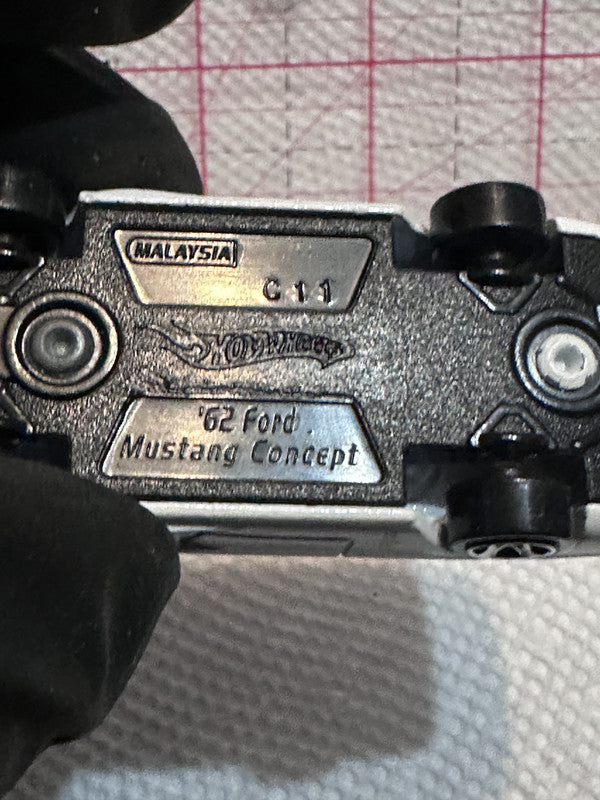 MALAYSIA
C11
Hot Wheels
'62 Ford
Mustang Concept